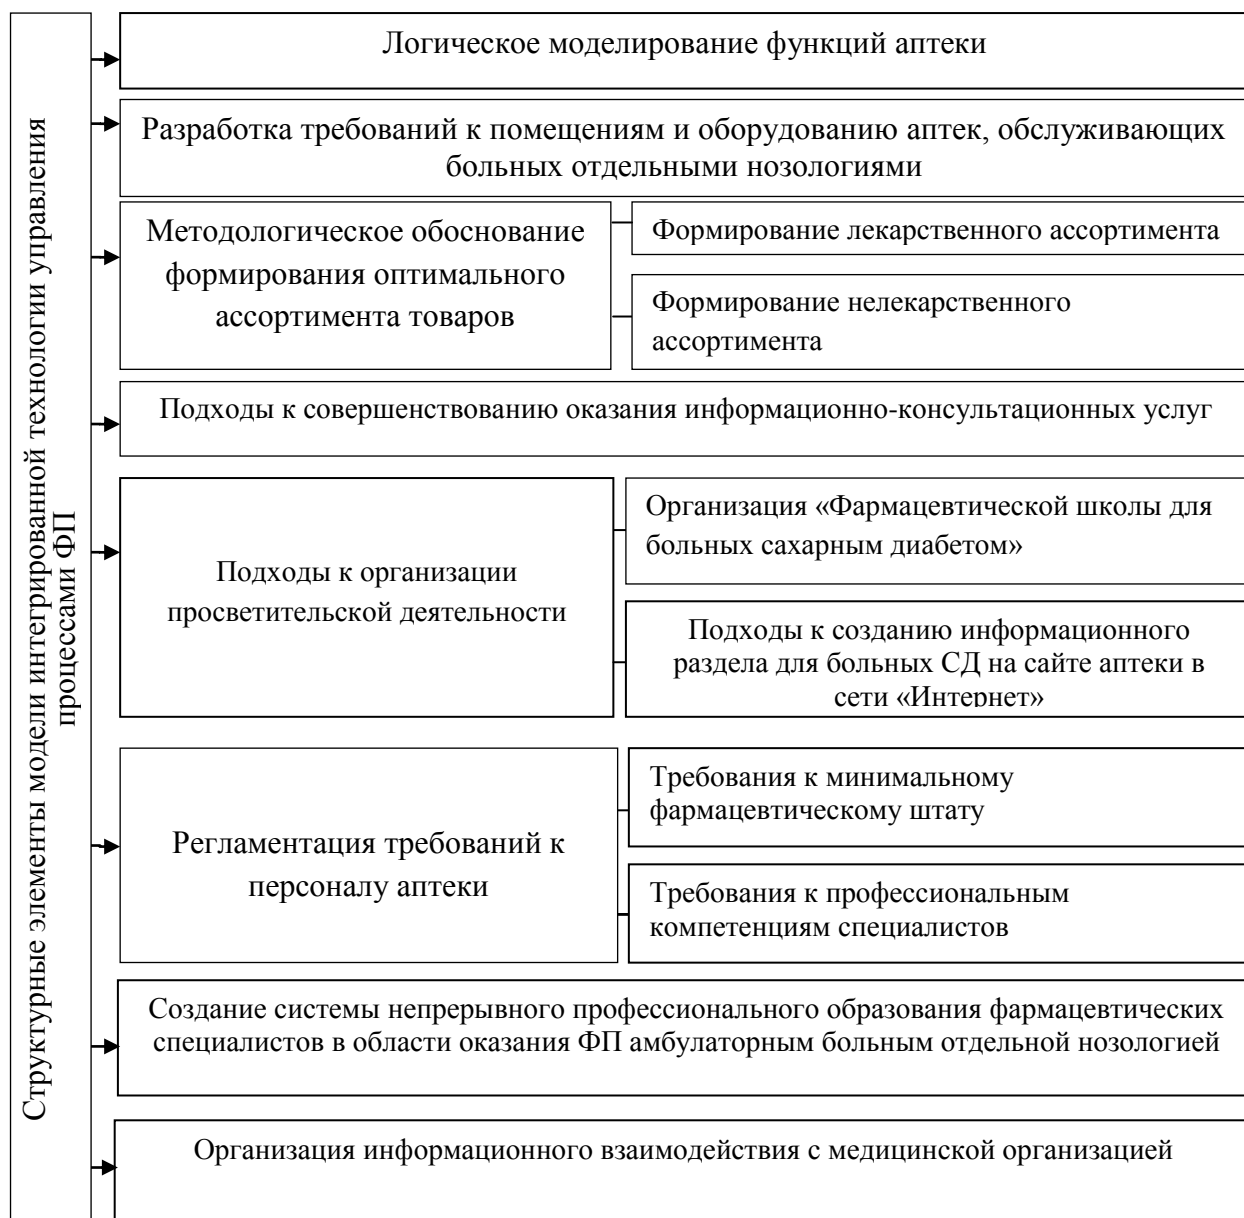 Структурные элементы модели интегрированной технологии управления
процессами ФП
Логическое моделирование функций аптеки
Разработка требований к помещениям и оборудованию аптек, обслуживающих
больных отдельными нозологиями
Методологическое обоснование
формирования оптимального
ассортимента товаров
Формирование лекарственного ассортимента
Формирование нелекарственного
ассортимента
Подходы к совершенствованию оказания информационно-консультационных услуг
Подходы к организации
просветительской деятельности
Организация «Фармацевтической школы для
больных сахарным диабетом»
Подходы к созданию информационного
раздела для больных СД на сайте аптеки в
сети «Интернет»
Регламентация требований к
персоналу аптеки
Требования к минимальному
фармацевтическому штату
Требования к профессиональным
компетенциям специалистов
Создание системы непрерывного профессионального образования фармацевтических
специалистов в области оказания ФП амбулаторным больным отдельной нозологией
Организация информационного взаимодействия с медицинской организацией